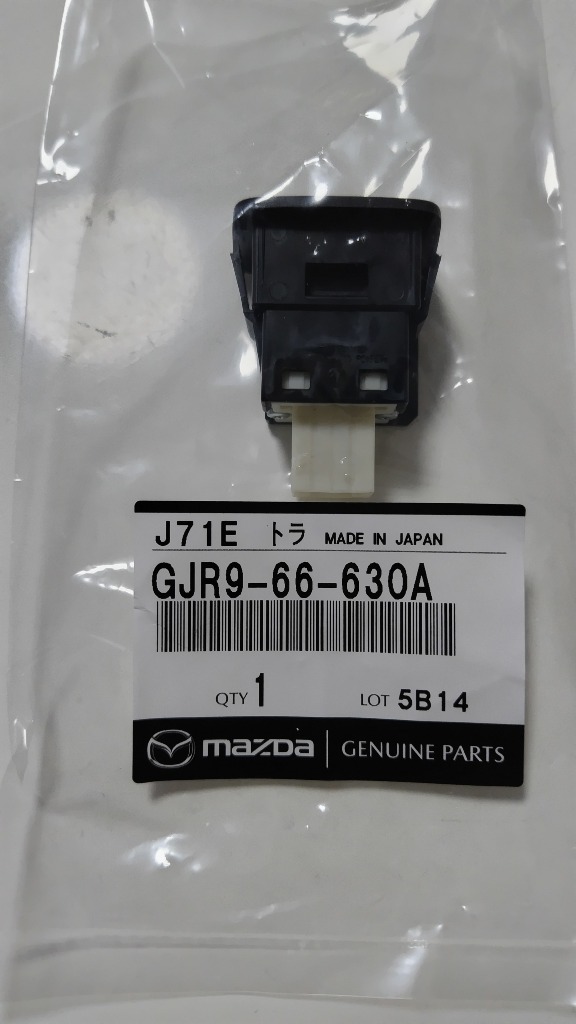 J71E トラ MADE IN JAPAN
GJR9-66-630A
QTY 1 LOT 5B14
mazda GENUINE PARTS